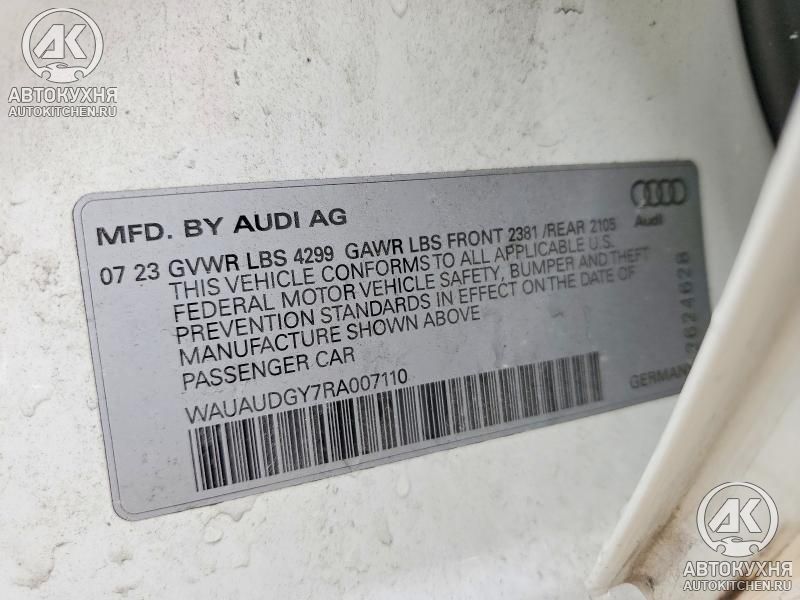 AK
АВТОКУХНЯ
AUTOKITCHEN.RU
MFD. BY AUDI AG
Audi
07 23 GVWR LBS 4299 GAWR LBS FRONT 2381 /REAR 2105
THIS VEHICLE CONFORMS TO ALL APPLICABLE U.S.
FEDERAL MOTOR VEHICLE SAFETY, BUMPER AND THEFT
PREVENTION STANDARDS IN EFFECT ON THE DATE OF
MANUFACTURE SHOWN ABOVE
PASSENGER CAR
WAUAUDGY7RA007110
GERMANY
AK
АВТОКУХНЯ
AUTOKITCHEN.RU